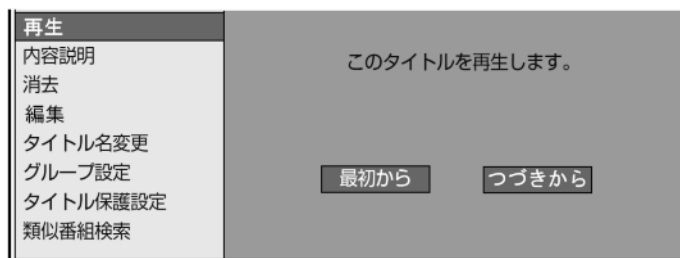 再生
内容説明
消去
編集
タイトル名変更
グループ設定
タイトル保護設定
類似番組検索
このタイトルを再生します。
最初から
つづきから